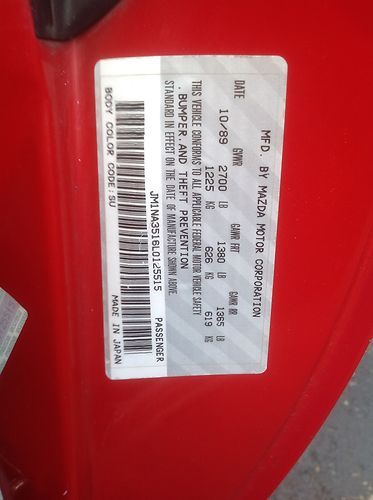 MFD. BY MAZDA MOTOR CORPORATION
DATE 10/89
GVWR 2700 LB 1225 KG
GAWR FRT 1380 LB 626 KG
GAWR RR 1365 LB 619 KG
THIS VEHICLE CONFORMS TO ALL APPLICABLE FEDERAL MOTOR VEHICLE SAFETY
, BUMPER, AND THEFT PREVENTION
STANDARD IN EFFECT ON THE DATE OF MANUFACTURE SHOWN ABOVE.
JM1NA3516L0125515 PASSENGER
BODY COLOR CODE:SU MADE IN JAPAN